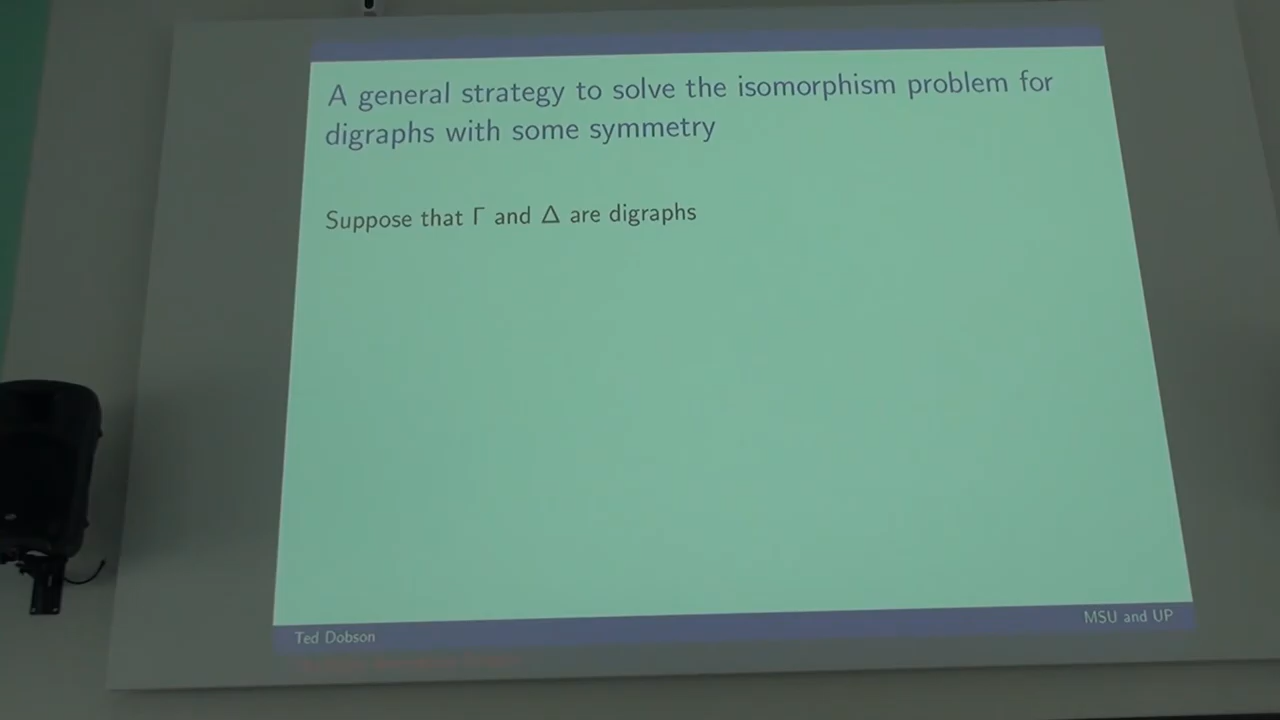 A general strategy to solve the isomorphism problem for
digraphs with some symmetry
Suppose that Γ and Δ are digraphs
Ted Dobson
MSU and UP